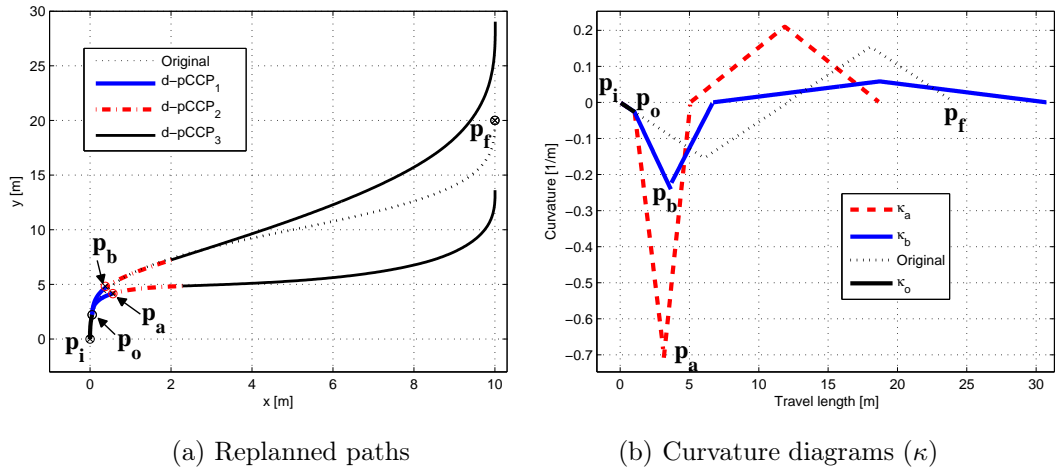 30
25
20
15
10
5
0
y [m]
Original
d−pCCP1
d−pCCP2
d−pCCP3
pf
pb
pa
po
pi
0 2 4 6 8 10
x [m]
(a) Replanned paths
0.2
0.1
0
−0.1
−0.2
−0.3
−0.4
−0.5
−0.6
−0.7
Curvature [1/m]
pi
po
pf
pb
pa
κa
κb
Original
κo
0 5 10 15 20 25 30
Travel length [m]
(b) Curvature diagrams (κ)